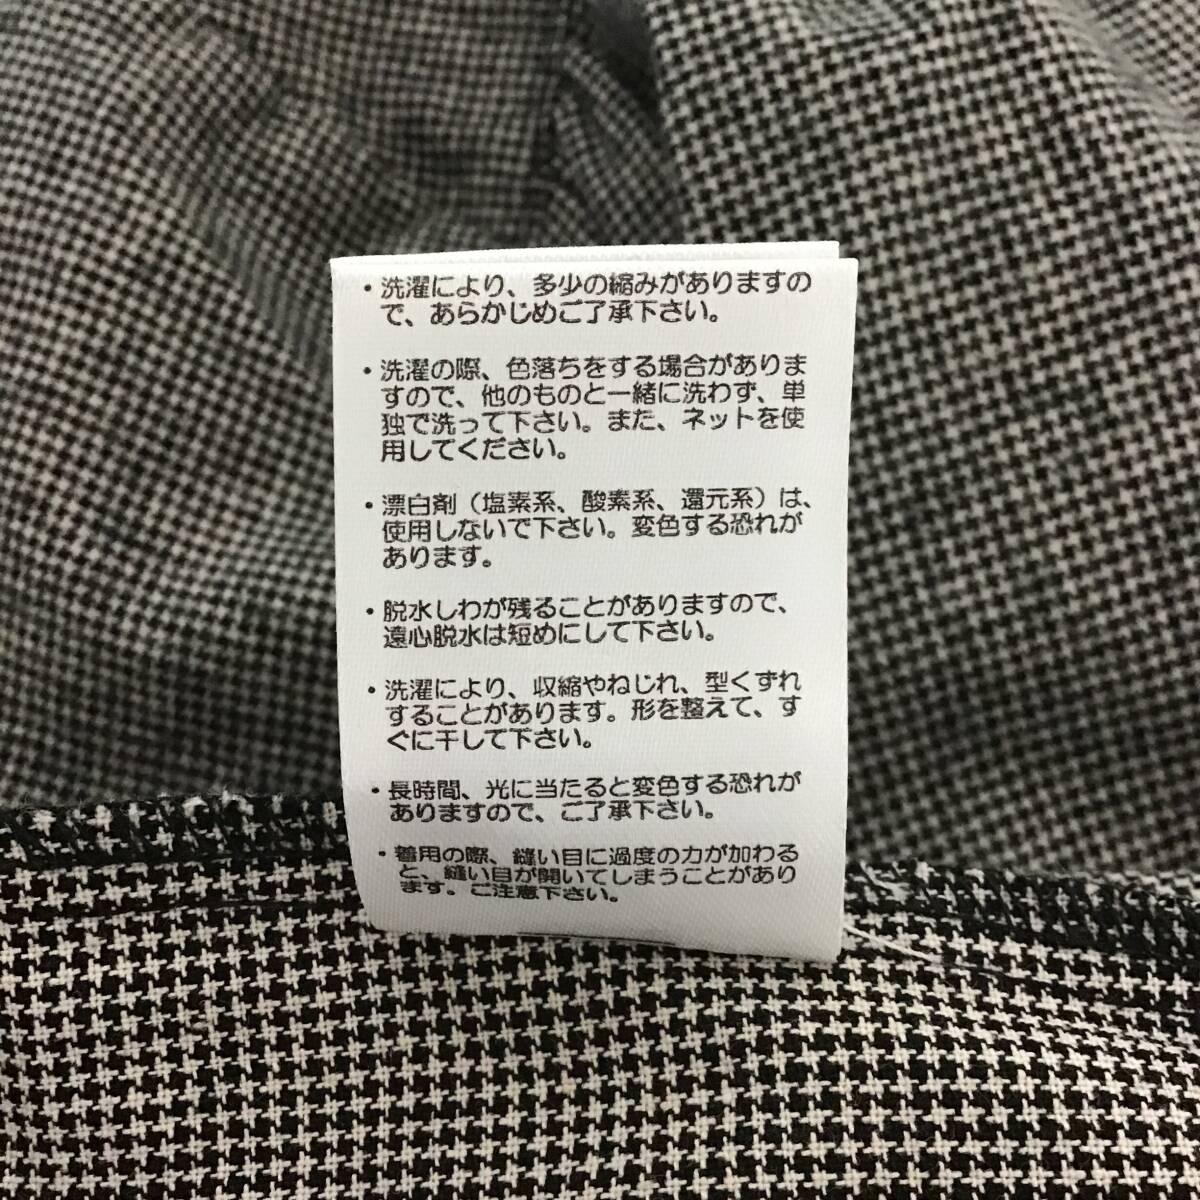 ・洗濯により、多少の縮みがありますの
で、あらかじめご了承下さい。
・洗濯の際、色落ちをする場合がありま
すので、他のものと一緒に洗わず、単
独で洗って下さい。また、ネットを使
用してください。
・漂白剤（塩素系、酸素系、還元系）は、
使用しないで下さい。変色する恐れが
あります。
・脱水しわが残ることがありますので、
遠心脱水は短めにして下さい。
・洗濯により、収縮やねじれ、型くずれ
することがあります。形を整えて、す
ぐに干して下さい。
・長時間、光に当たると変色する恐れが
ありますので、ご了承下さい。
・着用の際、縫い目に過度の力が加わる
と、縫い目が開いてしまうことがあり
ます。ご注意下さい。